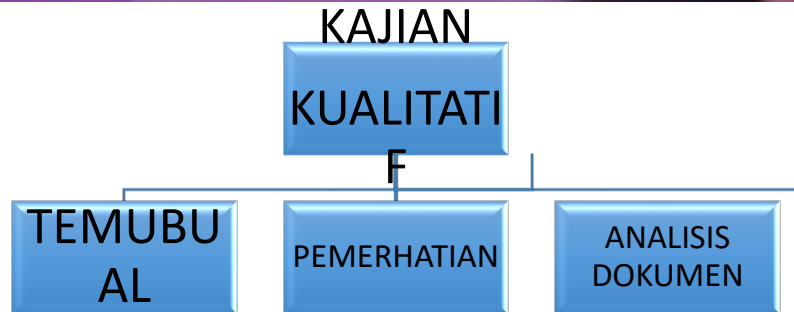 KAJIAN
KUALITATI
F
TEMUBU
AL
PEMERHATIAN
ANALISIS
DOKUMEN